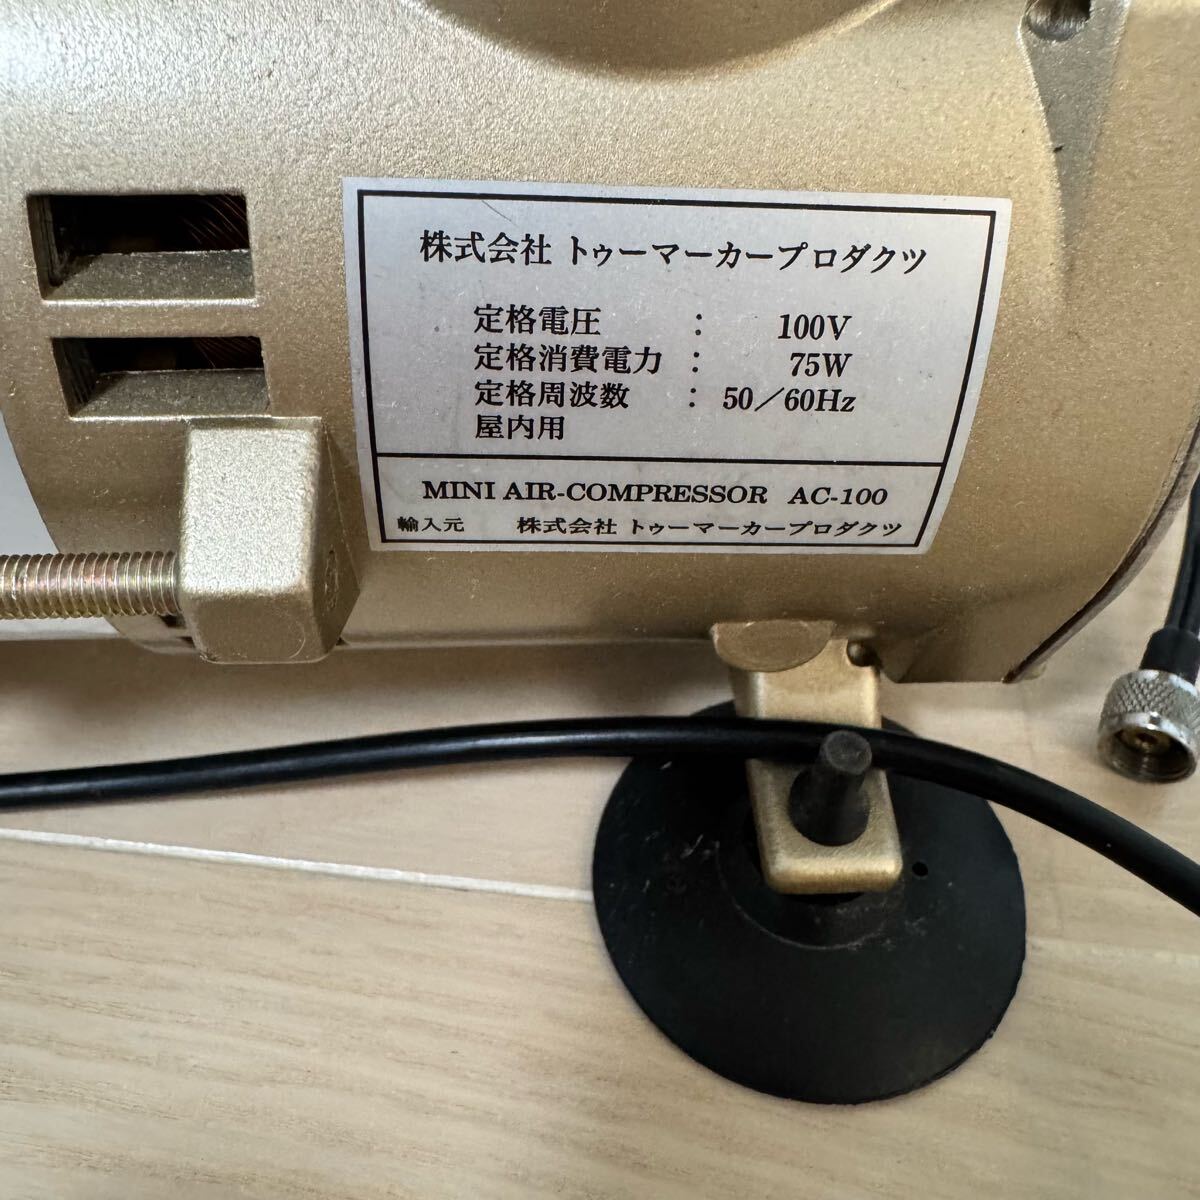 株式会社 トゥーマーカープロダクツ
定格電圧 : 100V
定格消費電力 : 75W
定格周波数 : 50/60Hz
屋内用
MINI AIR-COMPRESSOR AC-100
輸入元 株式会社 トゥーマーカープロダクツ